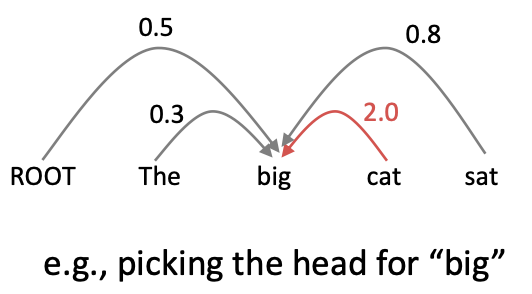 0.5
0.8
0.3
2.0
ROOT The big cat sat
e.g., picking the head for “big”